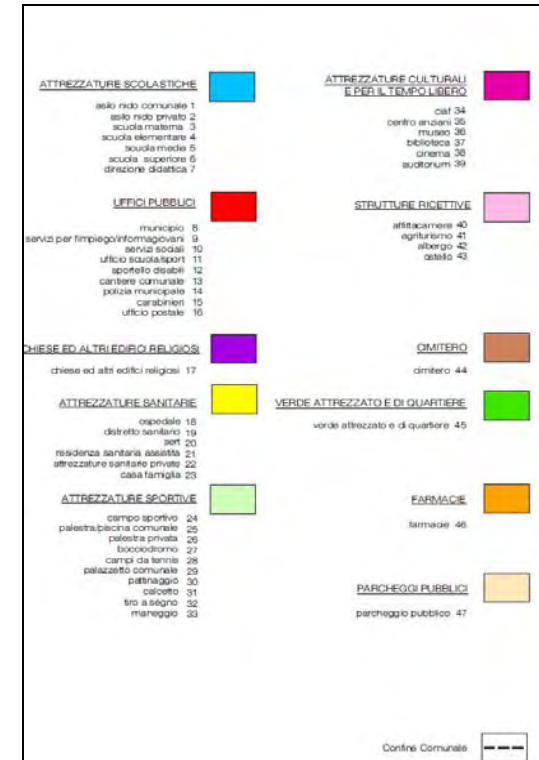 ATTREZZATURE SCOLASTICHE
asilo nido comunale 1
asilo nido privato 2
scuola materna 3
scuola elementare 4
scuola media 5
scuola superiore 6
direzione didattica 7
UFFICI PUBBLICI
municipio 8
servizi per l'impiego/informagiovani 9
servizi sociali 10
ufficio scuola/sport 11
sportello disabili 12
cantiere comunale 13
polizia municipale 14
carabinieri 15
ufficio postale 16
CHIESE ED ALTRI EDIFICI RELIGIOSI
chiese ed altri edifici religiosi 17
ATTREZZATURE SANITARIE
ospedale 18
distretto sanitario 19
sert 20
residenza sanitaria assistita 21
attrezzature sanitarie private 22
casa famiglia 23
ATTREZZATURE SPORTIVE
campo sportivo 24
palestra/piscina comunale 25
palestra privata 26
bocciodromo 27
campi da tennis 28
palazzetto comunale 29
pattinaggio 30
calcetto 31
tiro a segno 32
maneggio 33
ATTREZZATURE CULTURALI
E PER IL TEMPO LIBERO
ciaf 34
centro anziani 35
museo 36
biblioteca 37
cinema 38
auditorium 39
STRUTTURE RICETTIVE
affittacamere 40
agriturismo 41
albergo 42
ostello 43
CIMITERO
cimitero 44
VERDE ATTREZZATO E DI QUARTIERE
verde attrezzato e di quartiere 45
FARMACIE
farmacie 46
PARCHEGGI PUBBLICI
parcheggio pubblico 47
Confine Comunale